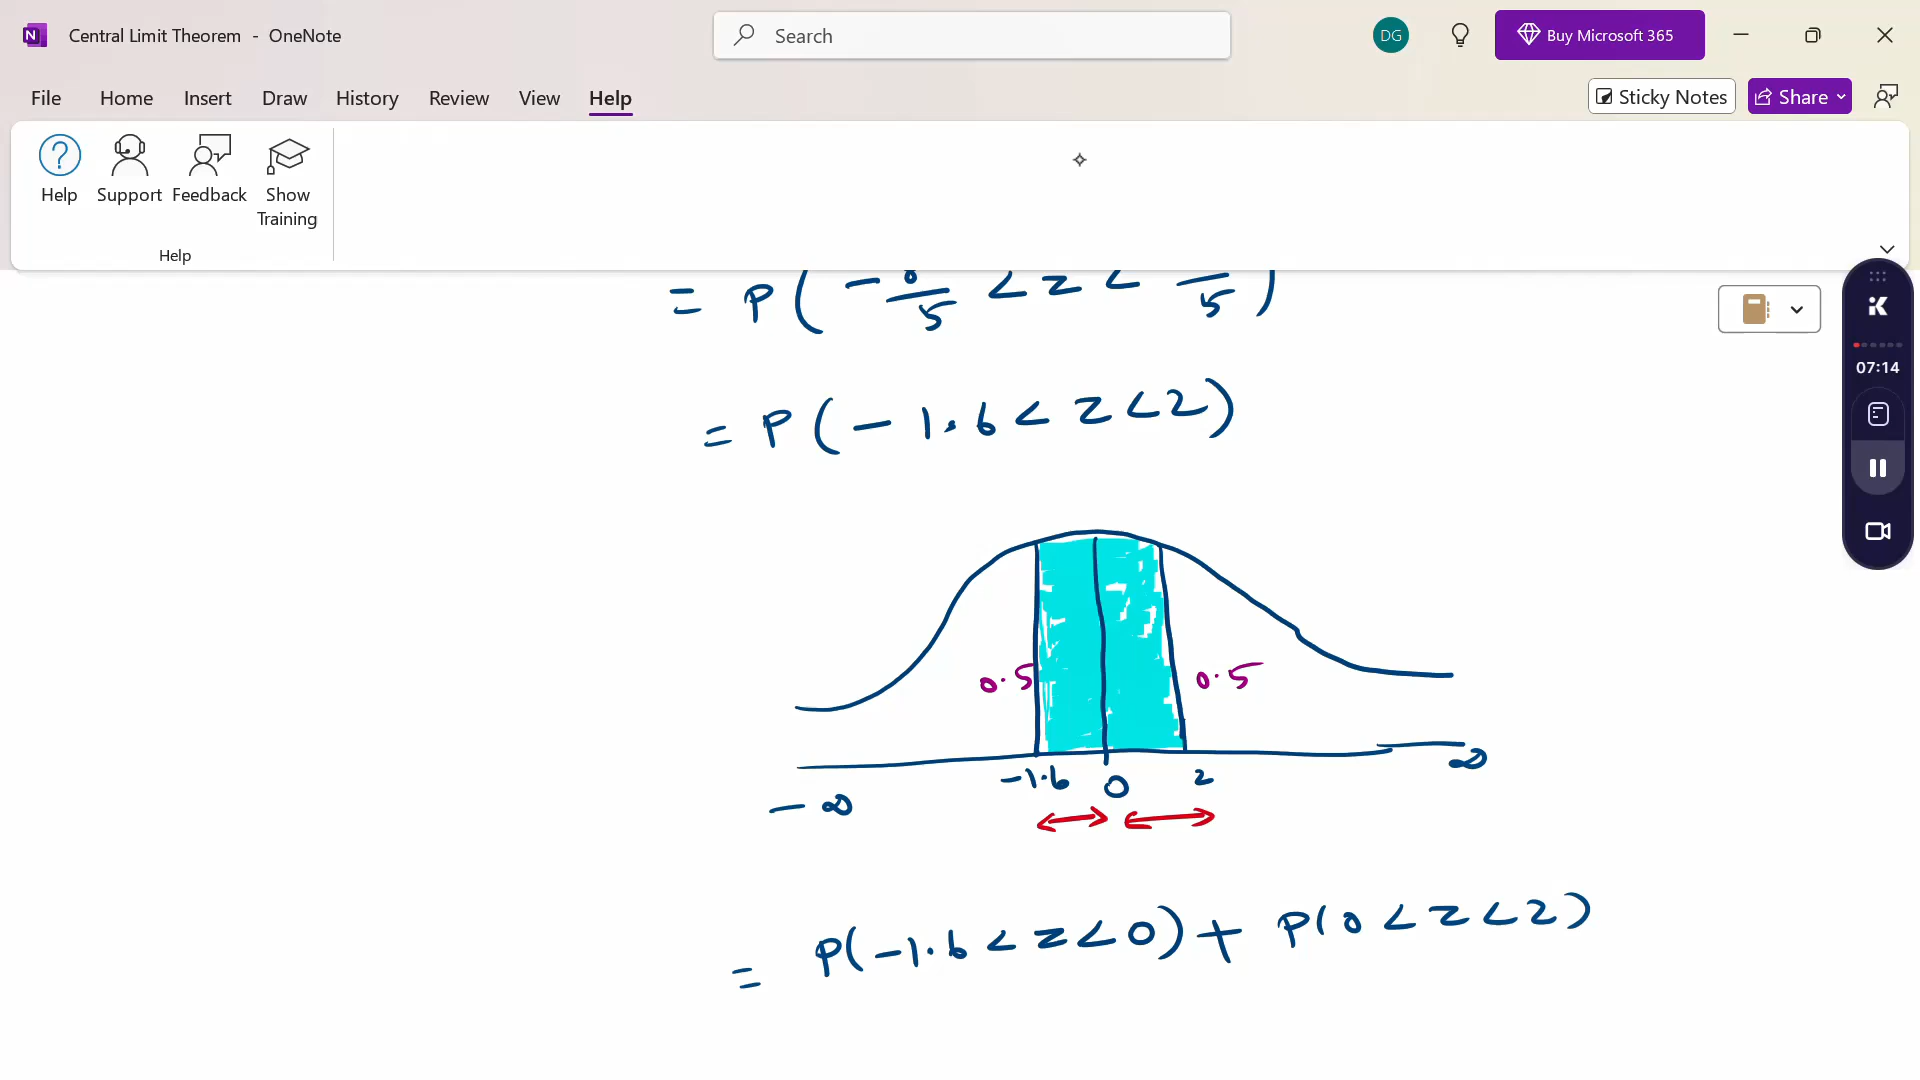 Central Limit Theorem - OneNote
Search
DG
Buy Microsoft 365
File Home Insert Draw History Review View Help
Sticky Notes
Share
Help Support Feedback Show Training
Help
07:14
= P( - /5 < z < /5 )
= P( - 1.6 < z < 2 )
0.5 0.5
-1.6 0 2
- ∞ ∞
= P( -1.6 < z < 0 ) + P( 0 < z < 2 )